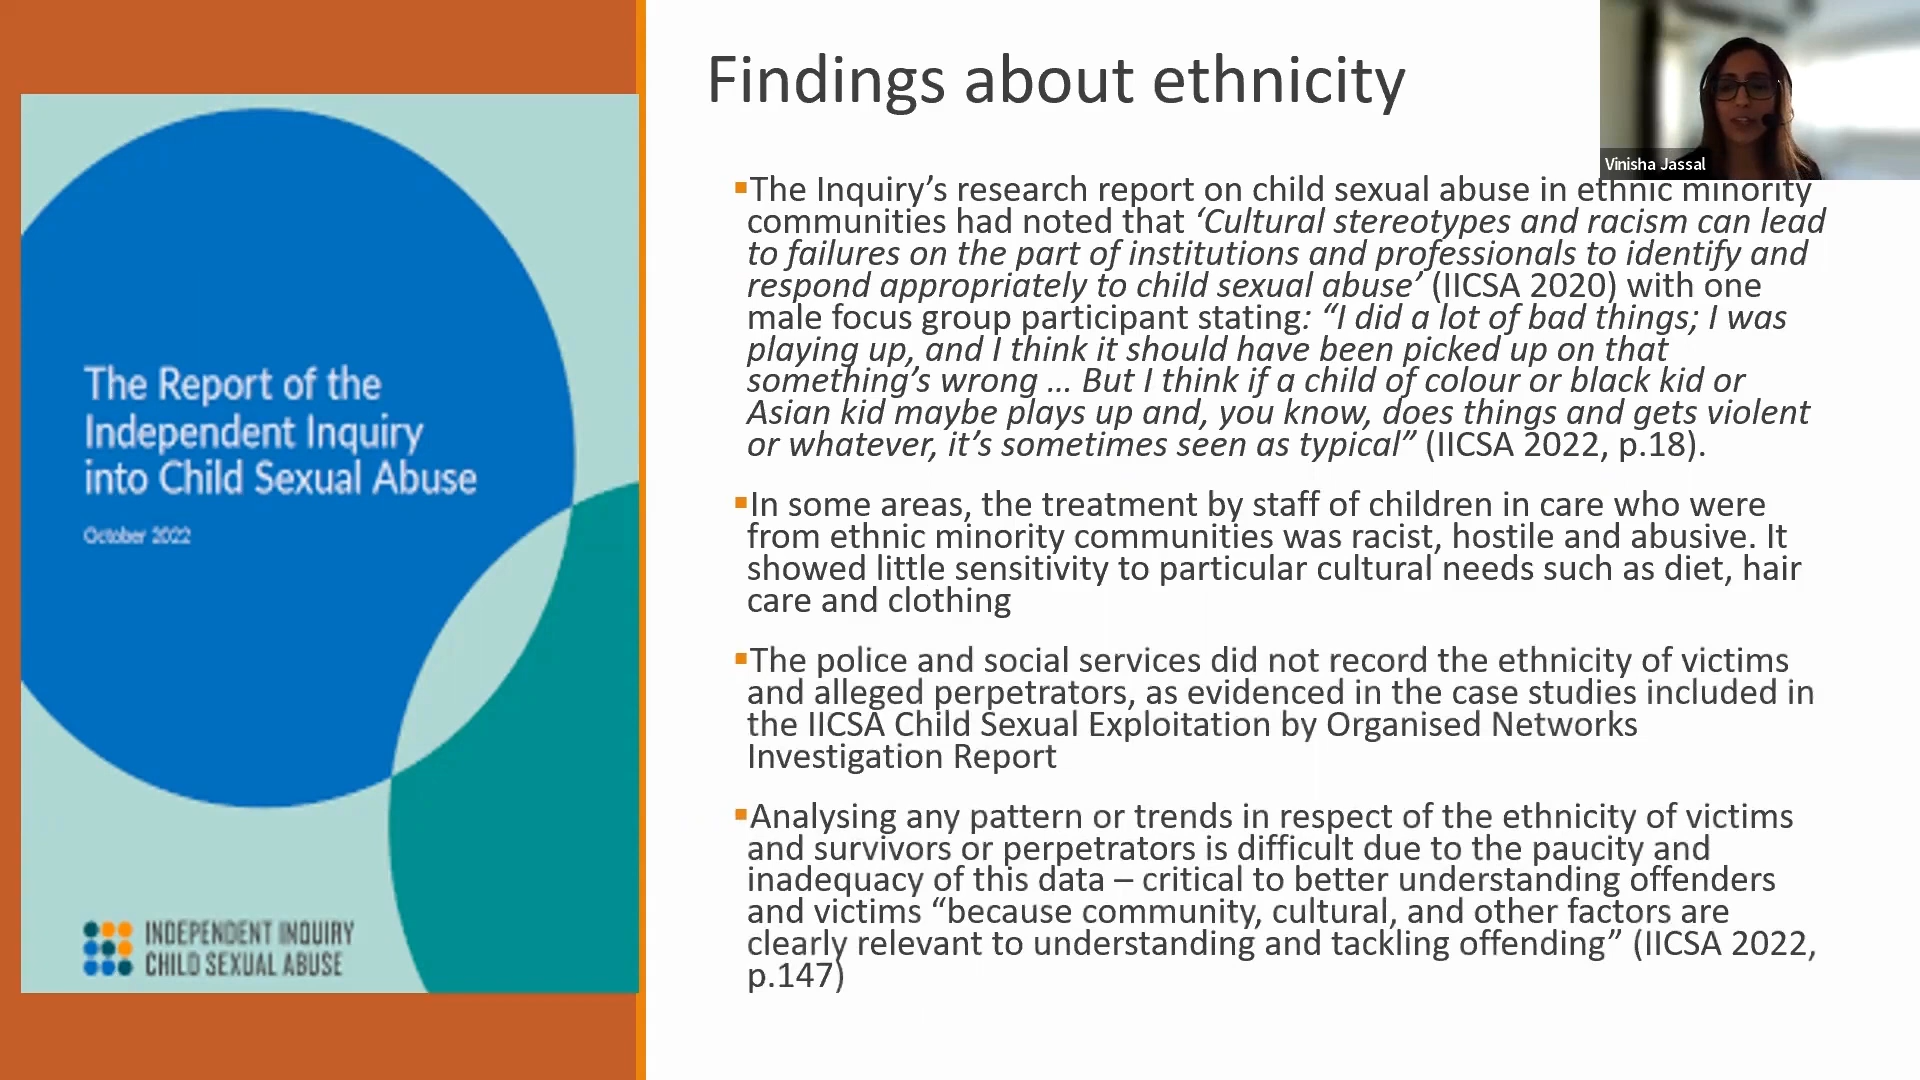 Findings about ethnicity
Vinisha Jassal
▪The Inquiry’s research report on child sexual abuse in ethnic minority
communities had noted that ‘Cultural stereotypes and racism can lead
to failures on the part of institutions and professionals to identify and
respond appropriately to child sexual abuse’ (IICSA 2020) with one
male focus group participant stating: “I did a lot of bad things; I was
playing up, and I think it should have been picked up on that
something’s wrong … But I think if a child of colour or black kid or
Asian kid maybe plays up and, you know, does things and gets violent
or whatever, it’s sometimes seen as typical” (IICSA 2022, p.18).
▪In some areas, the treatment by staff of children in care who were
from ethnic minority communities was racist, hostile and abusive. It
showed little sensitivity to particular cultural needs such as diet, hair
care and clothing
▪The police and social services did not record the ethnicity of victims
and alleged perpetrators, as evidenced in the case studies included in
the IICSA Child Sexual Exploitation by Organised Networks
Investigation Report
▪Analysing any pattern or trends in respect of the ethnicity of victims
and survivors or perpetrators is difficult due to the paucity and
inadequacy of this data – critical to better understanding offenders
and victims “because community, cultural, and other factors are
clearly relevant to understanding and tackling offending” (IICSA 2022,
p.147)
The Report of the
Independent Inquiry
into Child Sexual Abuse
October 2022
INDEPENDENT INQUIRY
CHILD SEXUAL ABUSE